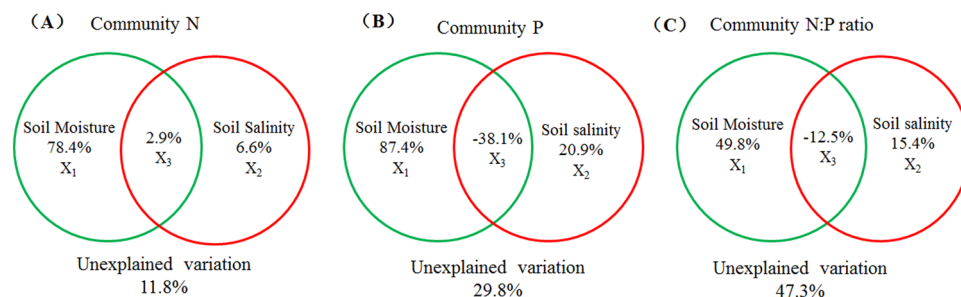 （A）
Community N
Soil Moisture
78.4%
X₁
2.9%
X₃
Soil Salinity
6.6%
X₂
Unexplained variation
11.8%
（B）
Community P
Soil Moisture
87.4%
X₁
-38.1%
X₃
Soil salinity
20.9%
X₂
Unexplained variation
29.8%
（C）
Community N:P ratio
Soil Moisture
49.8%
X₁
-12.5%
X₃
Soil salinity
15.4%
X₂
Unexplained variation
47.3%